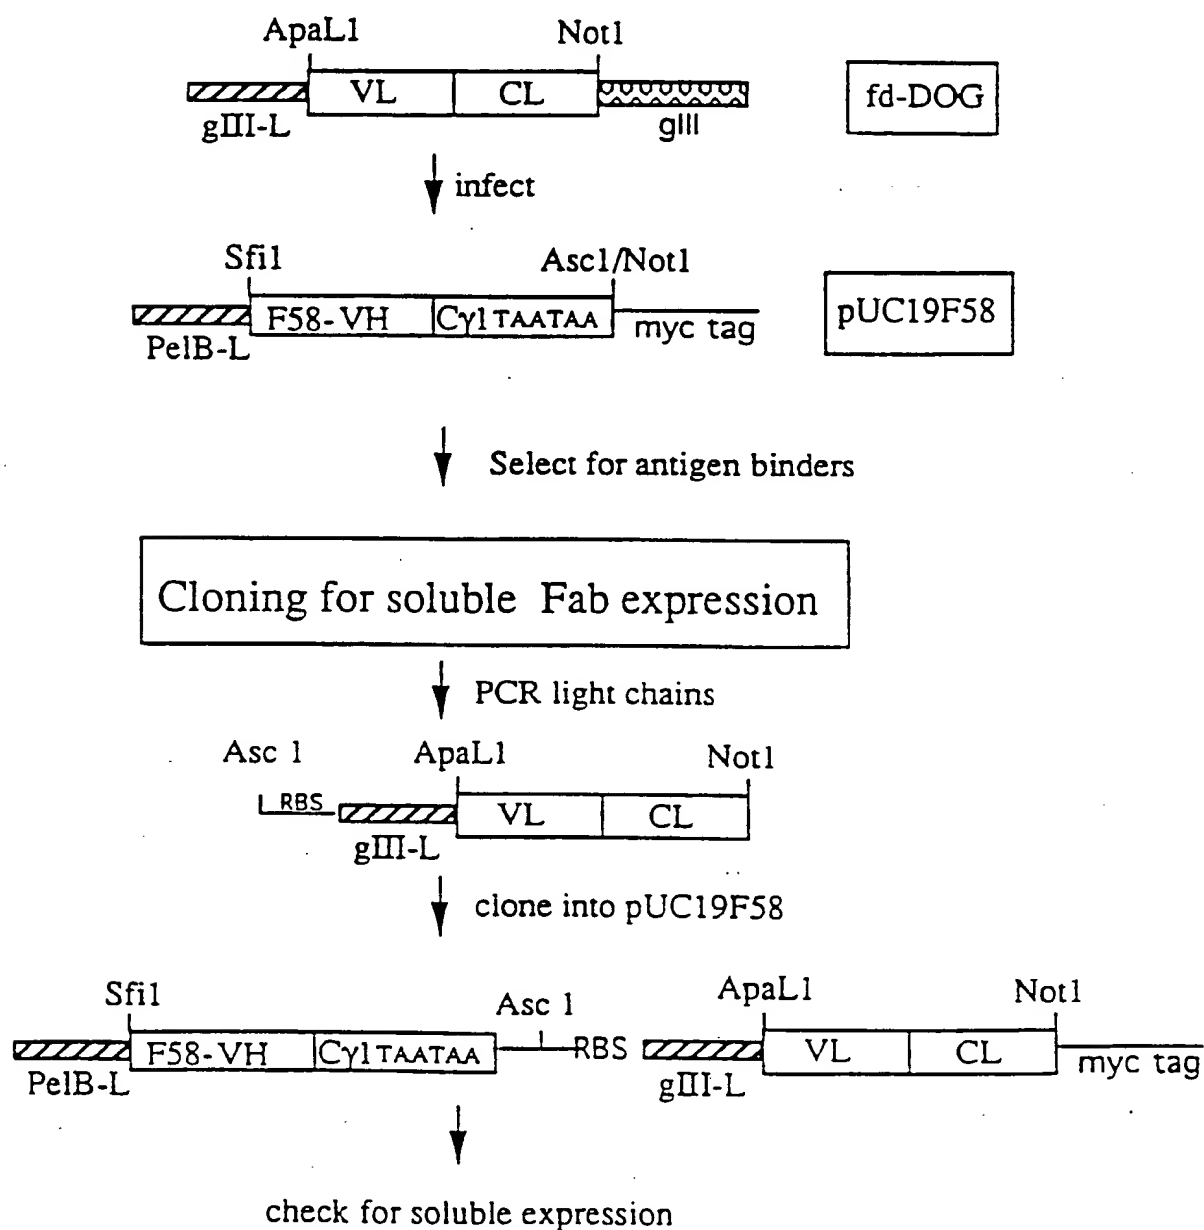 ApaL1 Not1
VL CL
fd-DOG
gIII-L gIII
infect
Sfi1 Asc1/Not1
F58-VH Cγ1 TAATAA
pUC19F58
PelB-L myc tag
Select for antigen binders
Cloning for soluble Fab expression
PCR light chains
Asc 1 ApaL1 Not1
RBS VL CL
gIII-L
clone into pUC19F58
Sfi1 Asc 1 ApaL1 Not1
F58-VH Cγ1 TAATAA RBS VL CL
PelB-L gIII-L myc tag
check for soluble expression